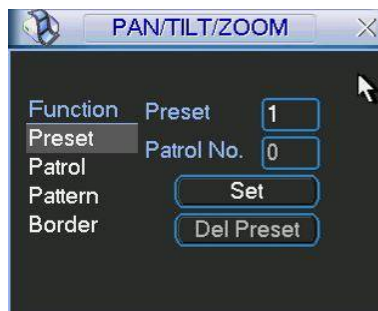 PAN/TILT/ZOOM
Function
Preset
Patrol
Pattern
Border
Preset 1
Patrol No. 0
Set
Del Preset